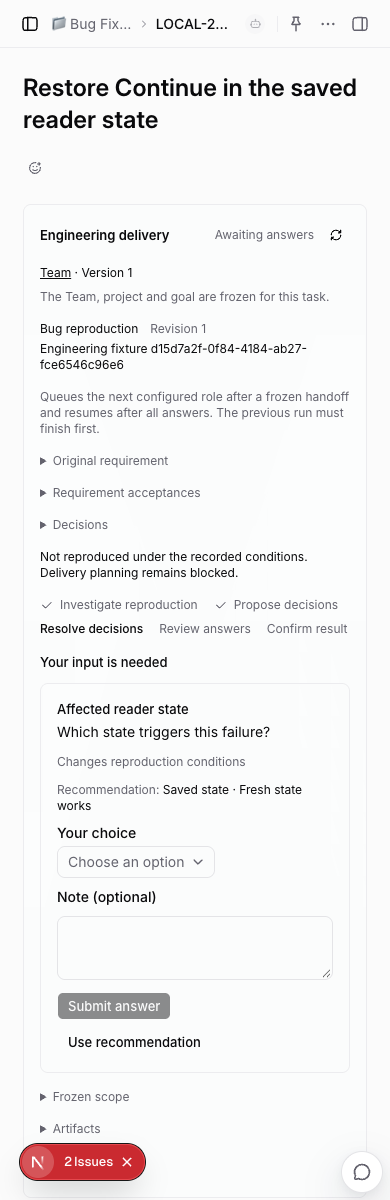 Bug Fix... > LOCAL-2...
Restore Continue in the saved
reader state
Engineering delivery Awaiting answers
Team · Version 1
The Team, project and goal are frozen for this task.
Bug reproduction Revision 1
Engineering fixture d15d7a2f-0f84-4184-ab27-
fce6546c96e6
Queues the next configured role after a frozen handoff
and resumes after all answers. The previous run must
finish first.
Original requirement
Requirement acceptances
Decisions
Not reproduced under the recorded conditions.
Delivery planning remains blocked.
Investigate reproduction Propose decisions
Resolve decisions Review answers Confirm result
Your input is needed
Affected reader state
Which state triggers this failure?
Changes reproduction conditions
Recommendation: Saved state · Fresh state
works
Your choice
Choose an option
Note (optional)
Submit answer
Use recommendation
Frozen scope
Artifacts
N 2 Issues